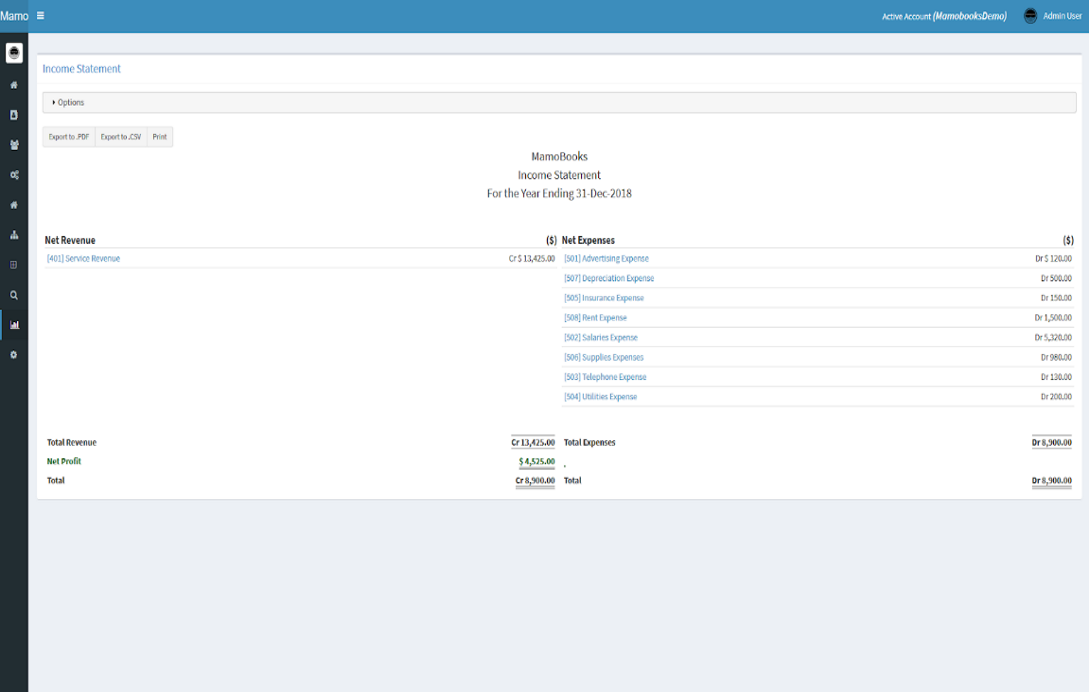 Mamo
Active Account (MamobooksDemo) Admin User
Income Statement
Options
Export to .PDF Export to .CSV Print
MamoBooks
Income Statement
For the Year Ending 31-Dec-2018
Net Revenue ($) Net Expenses ($)
[401] Service Revenue Cr $ 13,425.00 [501] Advertising Expense Dr $ 120.00
[507] Depreciation Expense Dr 500.00
[505] Insurance Expense Dr 150.00
[508] Rent Expense Dr 1,500.00
[502] Salaries Expense Dr 5,320.00
[506] Supplies Expenses Dr 980.00
[503] Telephone Expense Dr 130.00
[504] Utilities Expense Dr 200.00
Total Revenue Cr 13,425.00 Total Expenses Dr 8,900.00
Net Profit $ 4,525.00 .
Total Cr 8,900.00 Total Dr 8,900.00